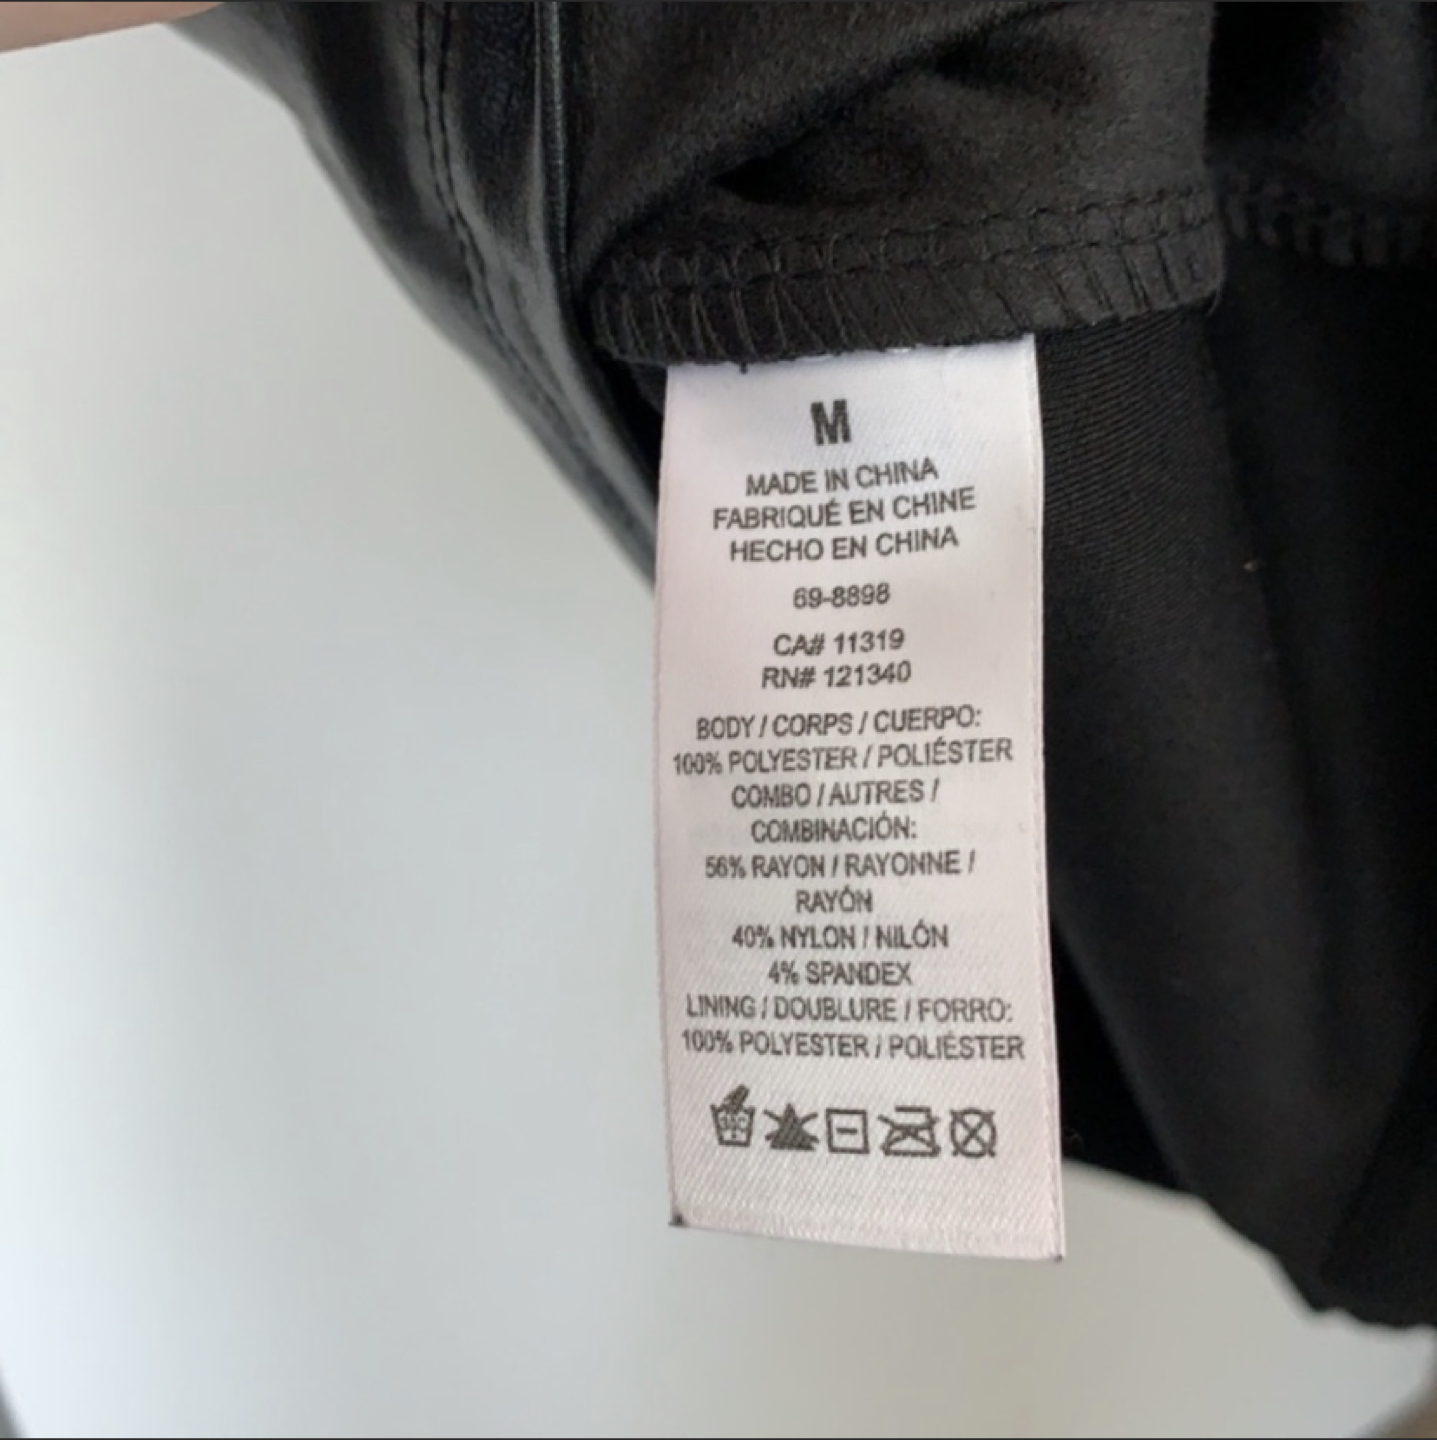 M
MADE IN CHINA
FABRIQUÉ EN CHINE
HECHO EN CHINA
69-8898
CA# 11319
RN# 121340
BODY / CORPS / CUERPO:
100% POLYESTER / POLIÉSTER
COMBO / AUTRES /
COMBINACIÓN:
56% RAYON / RAYONNE /
RAYÓN
40% NYLON / NILÓN
4% SPANDEX
LINING / DOUBLURE / FORRO:
100% POLYESTER / POLIÉSTER